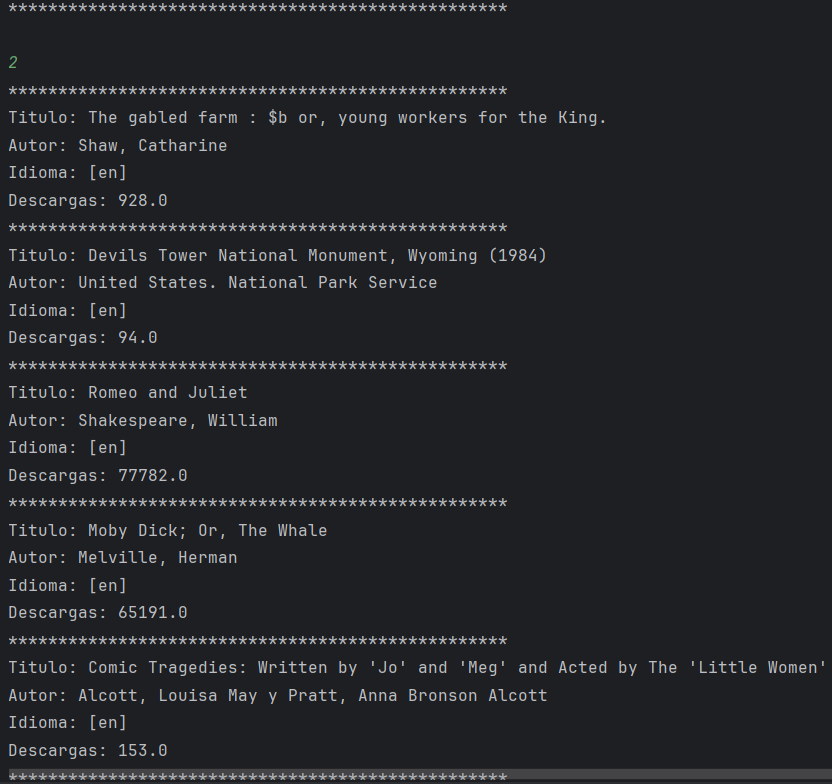 **************************************************
2
**************************************************
Titulo: The gabled farm : $b or, young workers for the King.
Autor: Shaw, Catharine
Idioma: [en]
Descargas: 928.0
**************************************************
Titulo: Devils Tower National Monument, Wyoming (1984)
Autor: United States. National Park Service
Idioma: [en]
Descargas: 94.0
**************************************************
Titulo: Romeo and Juliet
Autor: Shakespeare, William
Idioma: [en]
Descargas: 77782.0
**************************************************
Titulo: Moby Dick; Or, The Whale
Autor: Melville, Herman
Idioma: [en]
Descargas: 65191.0
**************************************************
Titulo: Comic Tragedies: Written by 'Jo' and 'Meg' and Acted by The 'Little Women'
Autor: Alcott, Louisa May y Pratt, Anna Bronson Alcott
Idioma: [en]
Descargas: 153.0
**************************************************